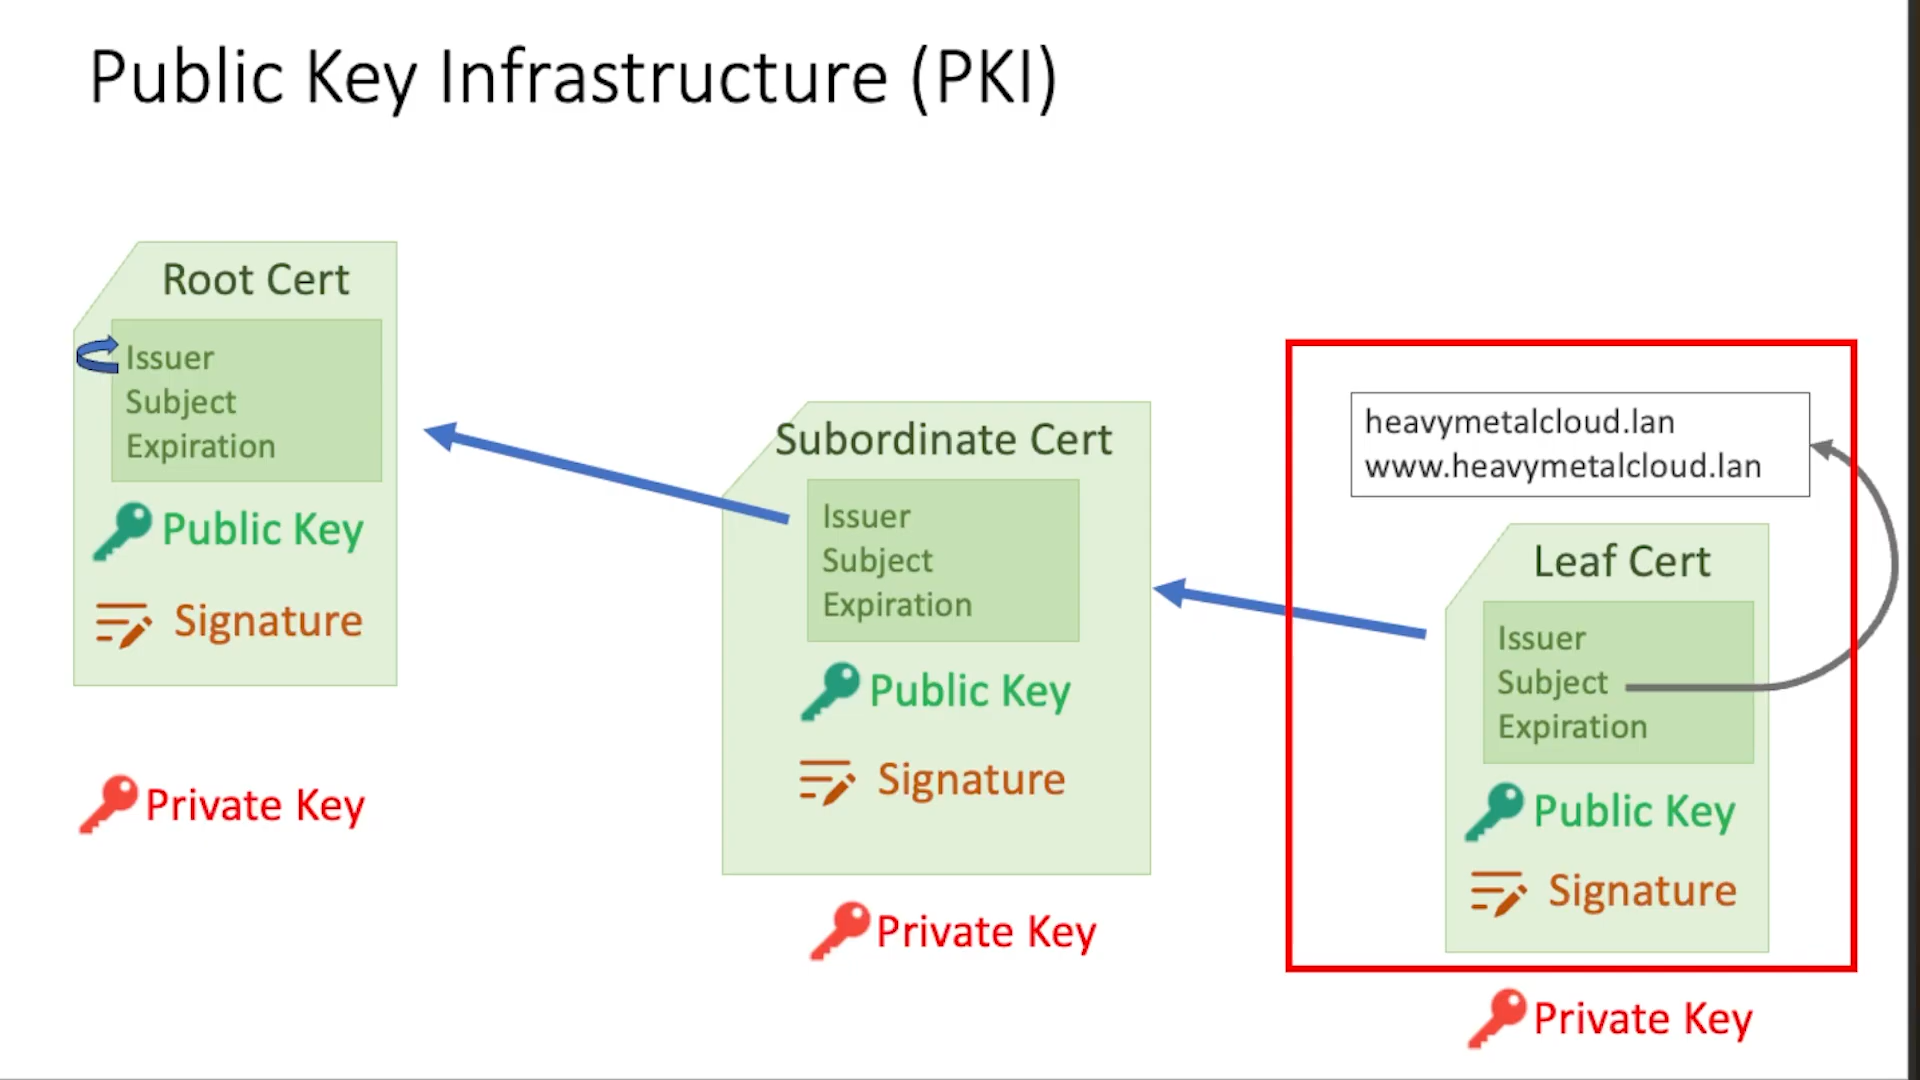 Public Key Infrastructure (PKI)
Root Cert
Issuer
Subject
Expiration
Public Key
Signature
Private Key
Subordinate Cert
Issuer
Subject
Expiration
Public Key
Signature
Private Key
heavymetalcloud.lan
www.heavymetalcloud.lan
Leaf Cert
Issuer
Subject
Expiration
Public Key
Signature
Private Key